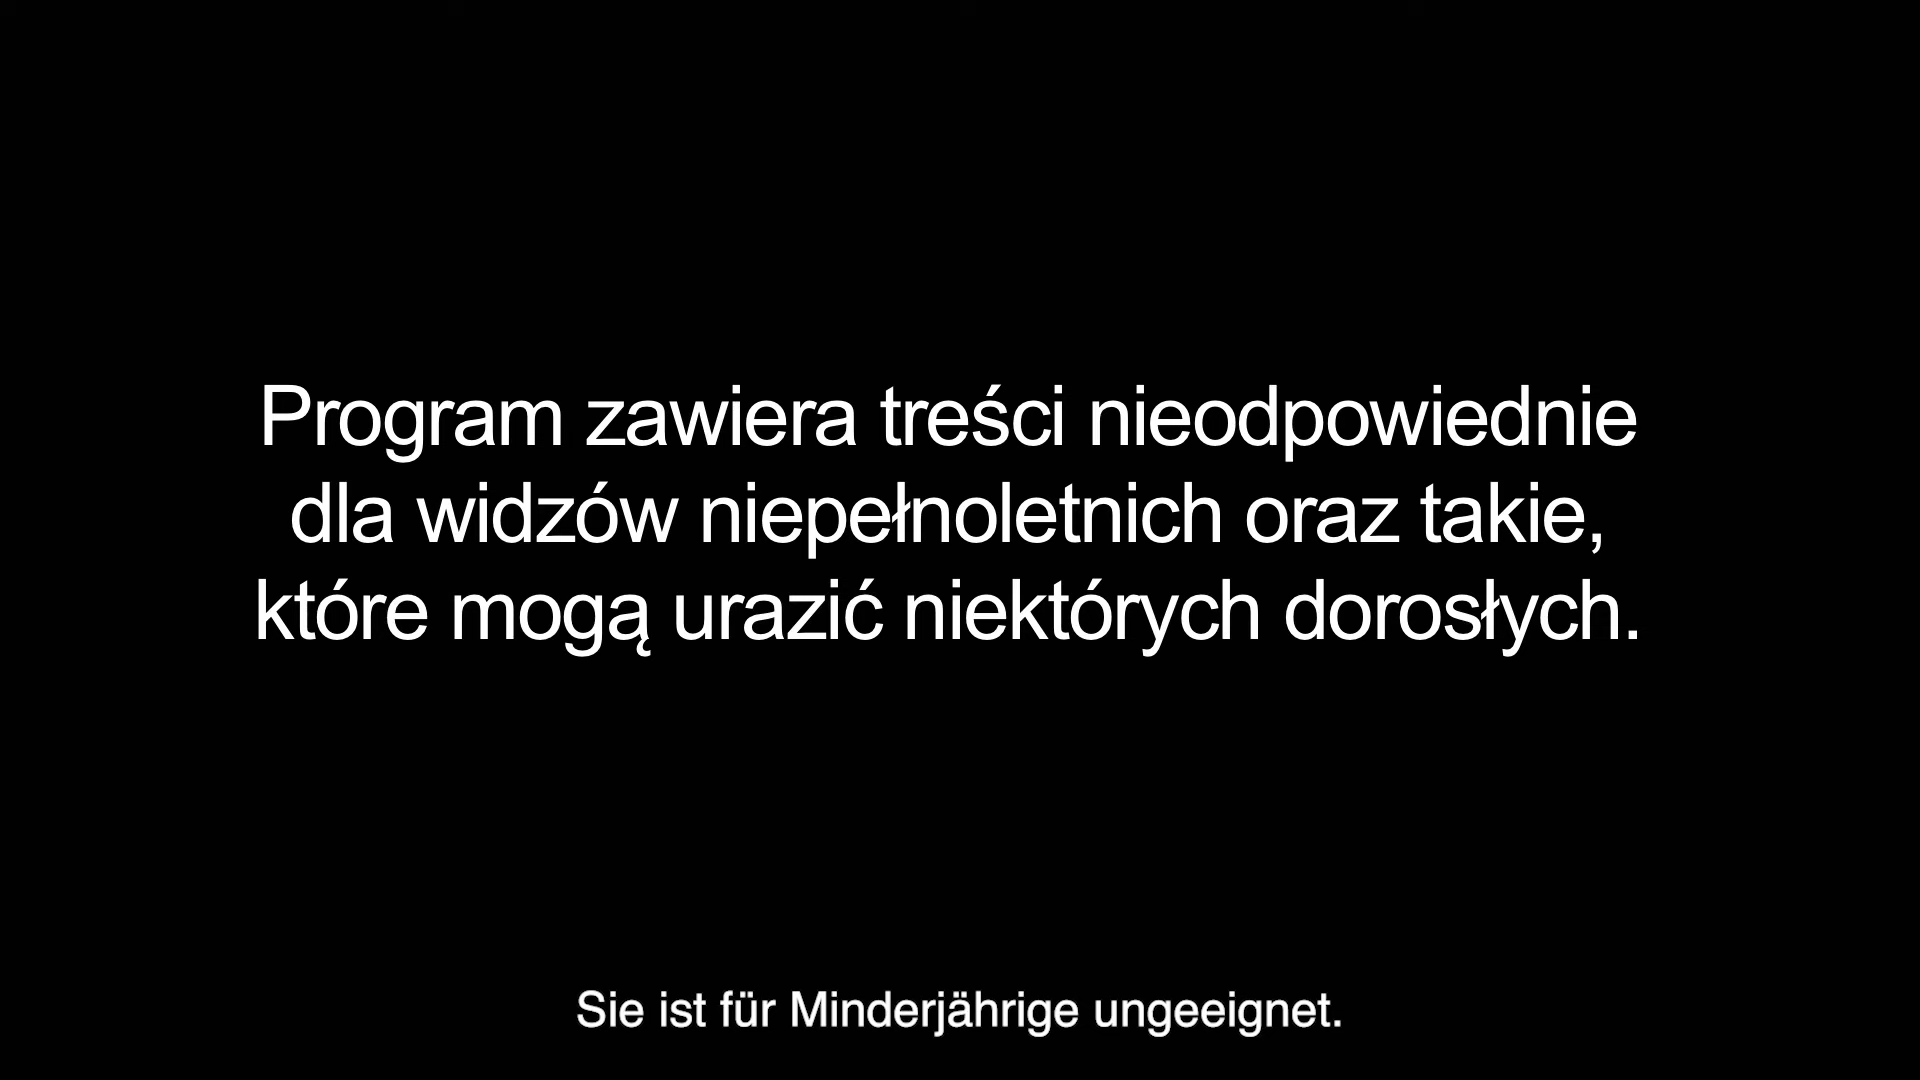 Program zawiera treści nieodpowiednie
dla widzów niepełnoletnich oraz takie,
które mogą urazić niektórych dorosłych.
Sie ist für Minderjährige ungeeignet.